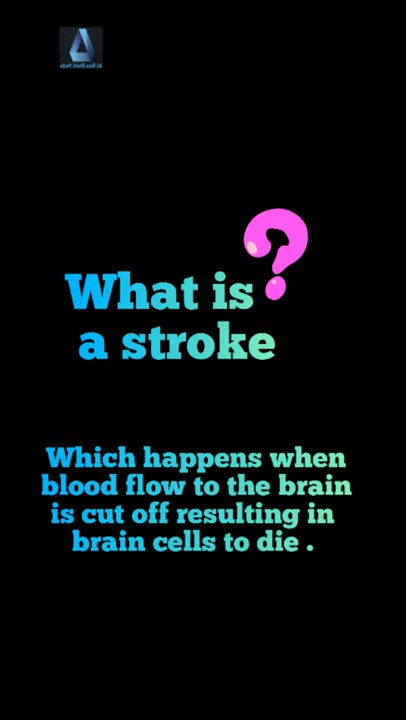 What is ?
a stroke
Which happens when
blood flow to the brain
is cut off resulting in
brain cells to die .